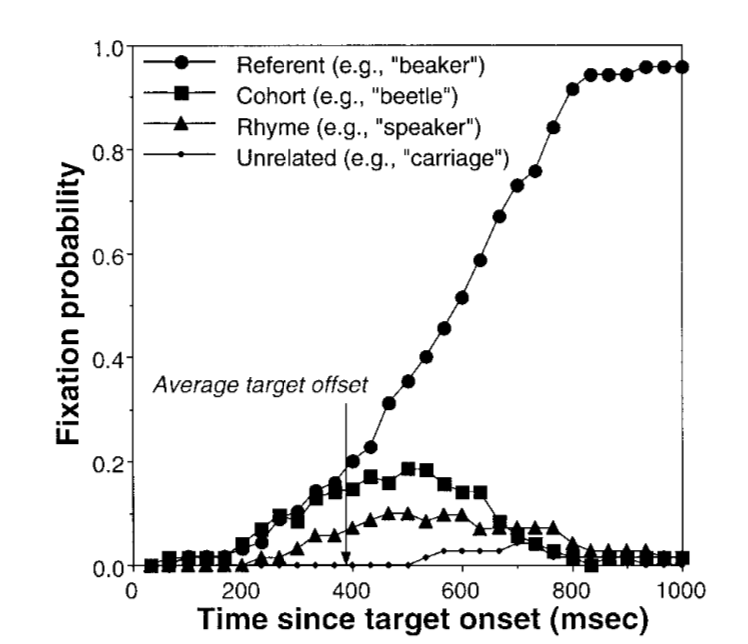 1.0
Referent (e.g., "beaker")
Cohort (e.g., "beetle")
Rhyme (e.g., "speaker")
Unrelated (e.g., "carriage")
0.8
0.6
0.4
0.2
0.0
Fixation probability
Average target offset
0 200 400 600 800 1000
Time since target onset (msec)